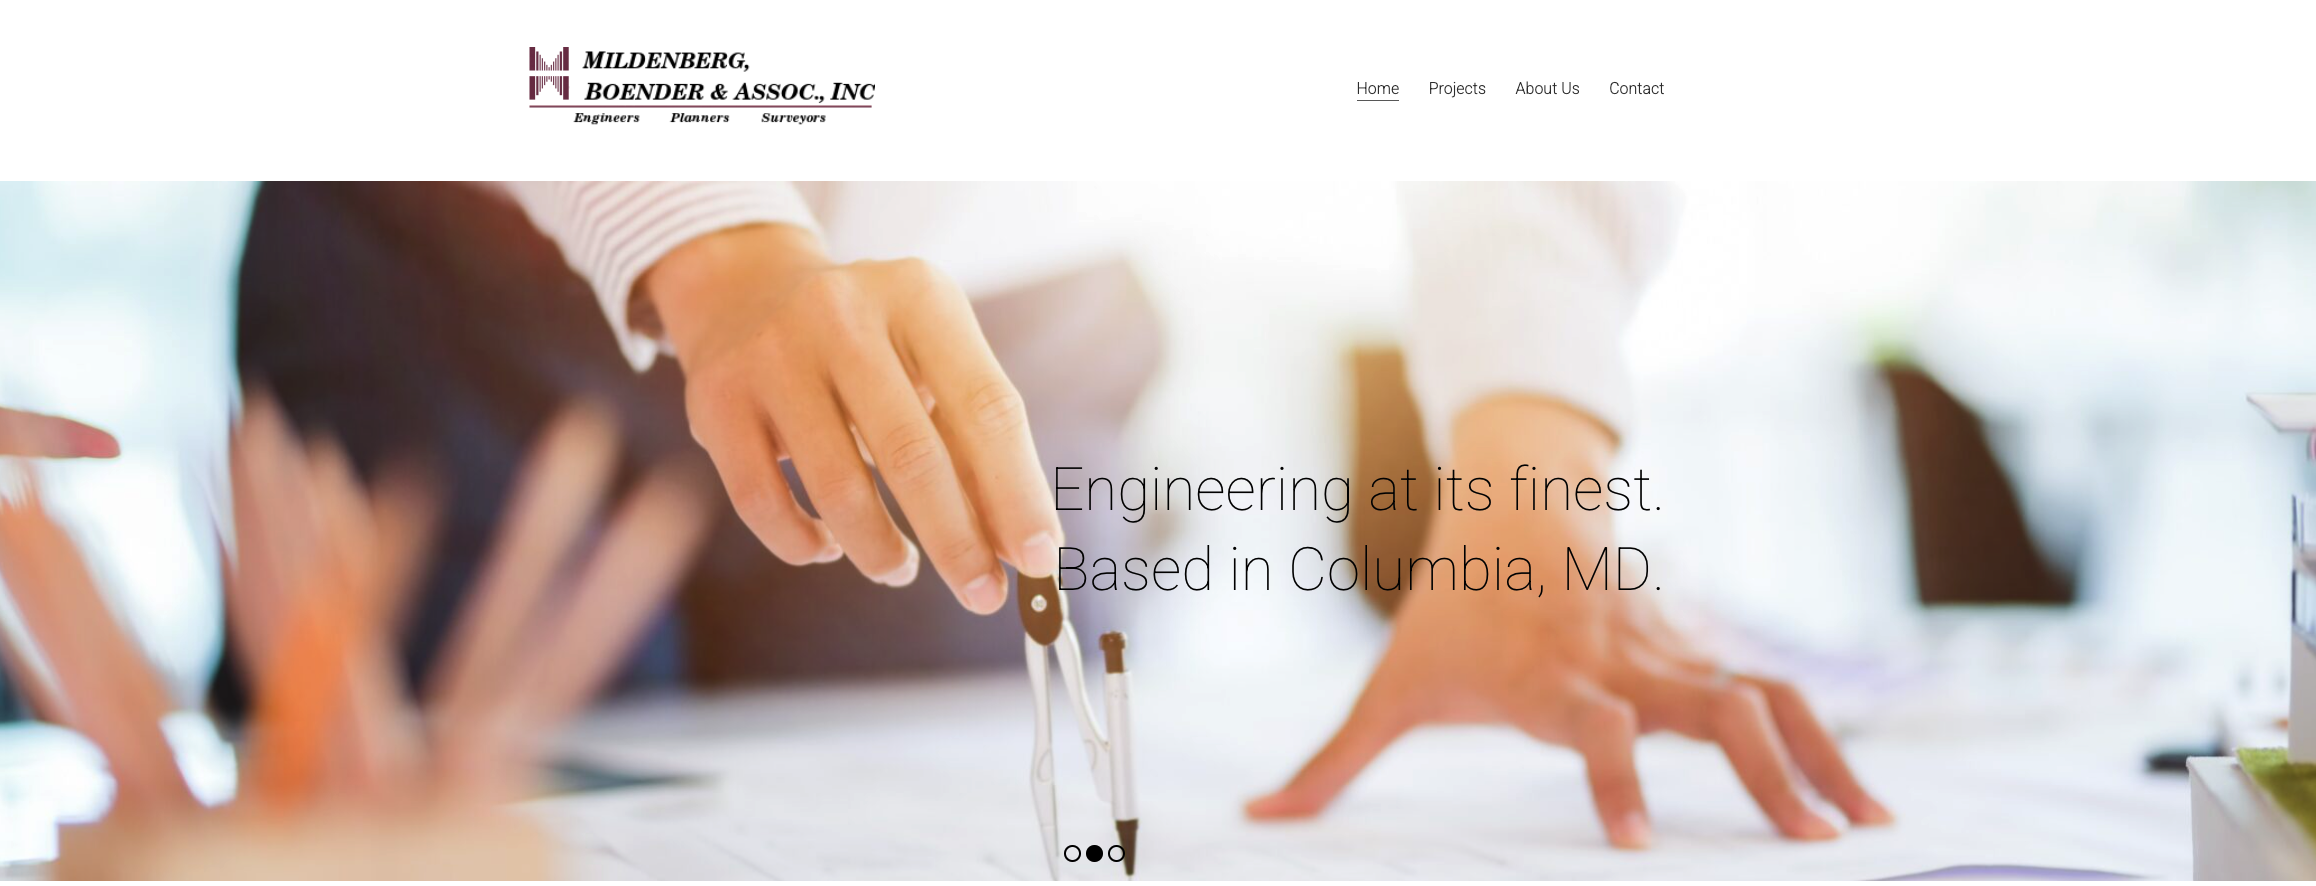 MILDENBERG,
BOENDER & ASSOC., INC
Engineers Planners Surveyors
Home Projects About Us Contact
Engineering at its finest.
Based in Columbia, MD.